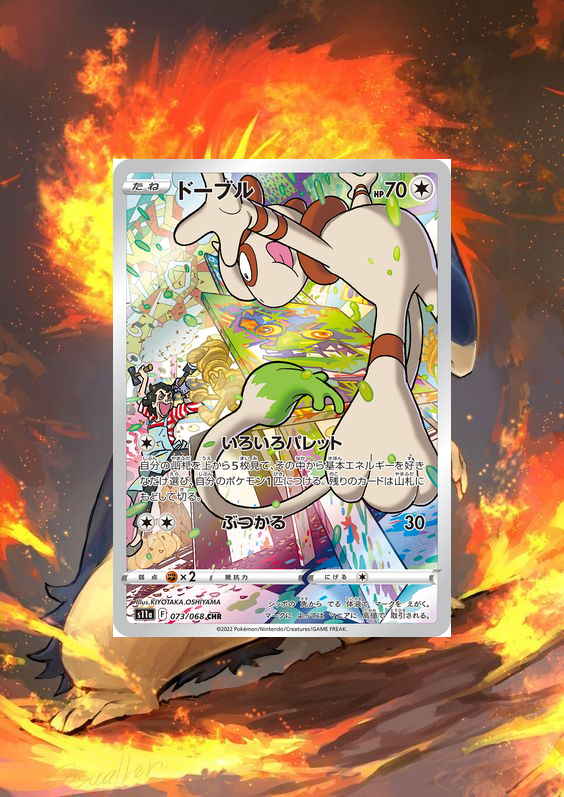 たね ドーブル HP70
いろいろパレット
自分の山札を上から5枚見て、その中から基本エネルギーを好き
なだけ選び、自分のポケモン1匹につける。残りのカードは山札に
もどして切る。
ぶつかる 30
弱点 ×2 抵抗力 にげる
Illus. KIYOTAKA OSHIYAMA
シッポの 先から でる 体液で マークを えがく。
s11a F 073/068 CHR
マークに よっては マニアに 高値で 取引される。
©2022 Pokémon/Nintendo/Creatures/GAME FREAK.